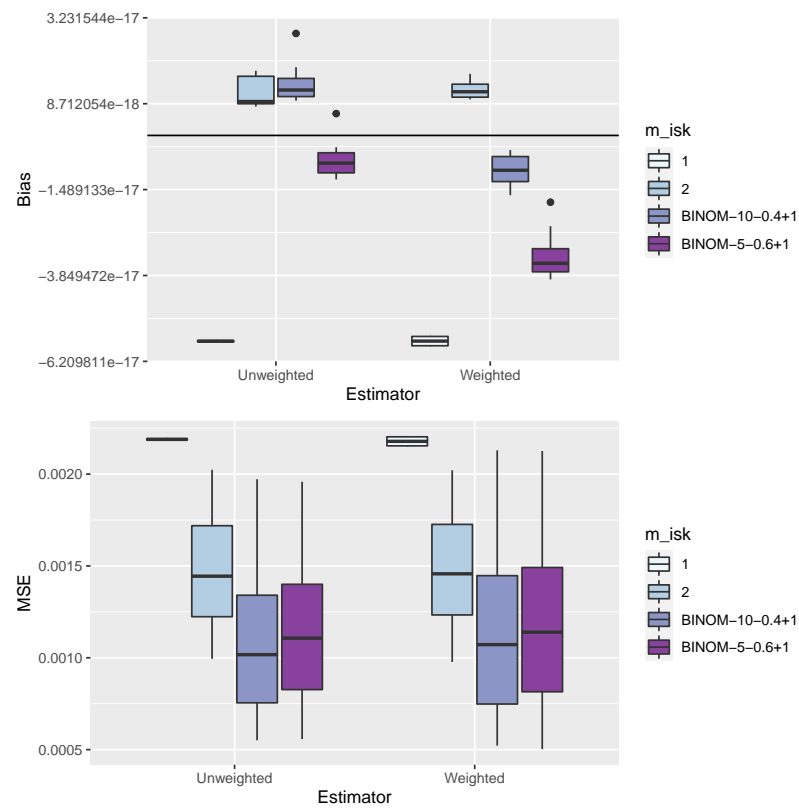 3.231544e−17
8.712054e−18
−1.489133e−17
−3.849472e−17
−6.209811e−17
Bias
Unweighted Weighted
Estimator
m_isk
1
2
BINOM−10−0.4+1
BINOM−5−0.6+1
0.0020
0.0015
0.0010
0.0005
MSE
Unweighted Weighted
Estimator
m_isk
1
2
BINOM−10−0.4+1
BINOM−5−0.6+1